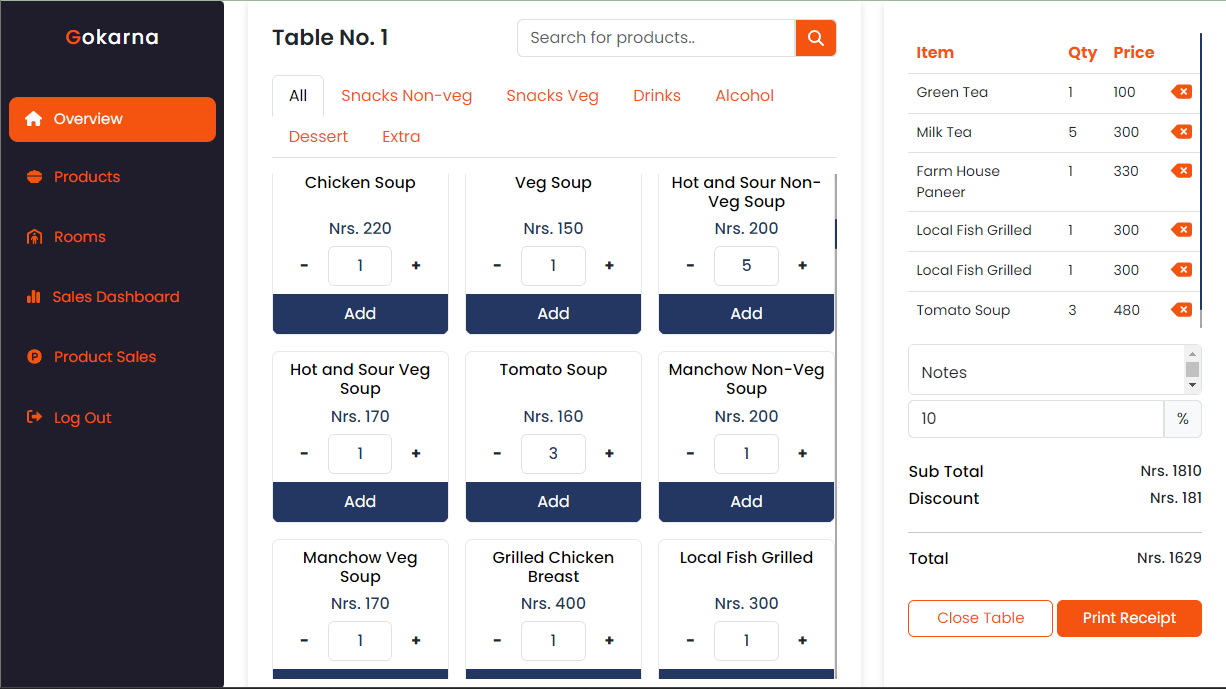 Gokarna
Overview
Products
Rooms
Sales Dashboard
Product Sales
Log Out
Table No. 1
Search for products..
All
Snacks Non-veg
Snacks Veg
Drinks
Alcohol
Dessert
Extra
Chicken Soup
Nrs. 220
- 1 +
Add
Veg Soup
Nrs. 150
- 1 +
Add
Hot and Sour Non-
Veg Soup
Nrs. 200
- 5 +
Add
Hot and Sour Veg
Soup
Nrs. 170
- 1 +
Add
Tomato Soup
Nrs. 160
- 3 +
Add
Manchow Non-Veg
Soup
Nrs. 200
- 1 +
Add
Manchow Veg
Soup
Nrs. 170
- 1 +
Grilled Chicken
Breast
Nrs. 400
- 1 +
Local Fish Grilled
Nrs. 300
- 1 +
Item Qty Price
Green Tea 1 100
Milk Tea 5 300
Farm House
Paneer 1 330
Local Fish Grilled 1 300
Local Fish Grilled 1 300
Tomato Soup 3 480
Notes
10 %
Sub Total Nrs. 1810
Discount Nrs. 181
Total Nrs. 1629
Close Table
Print Receipt